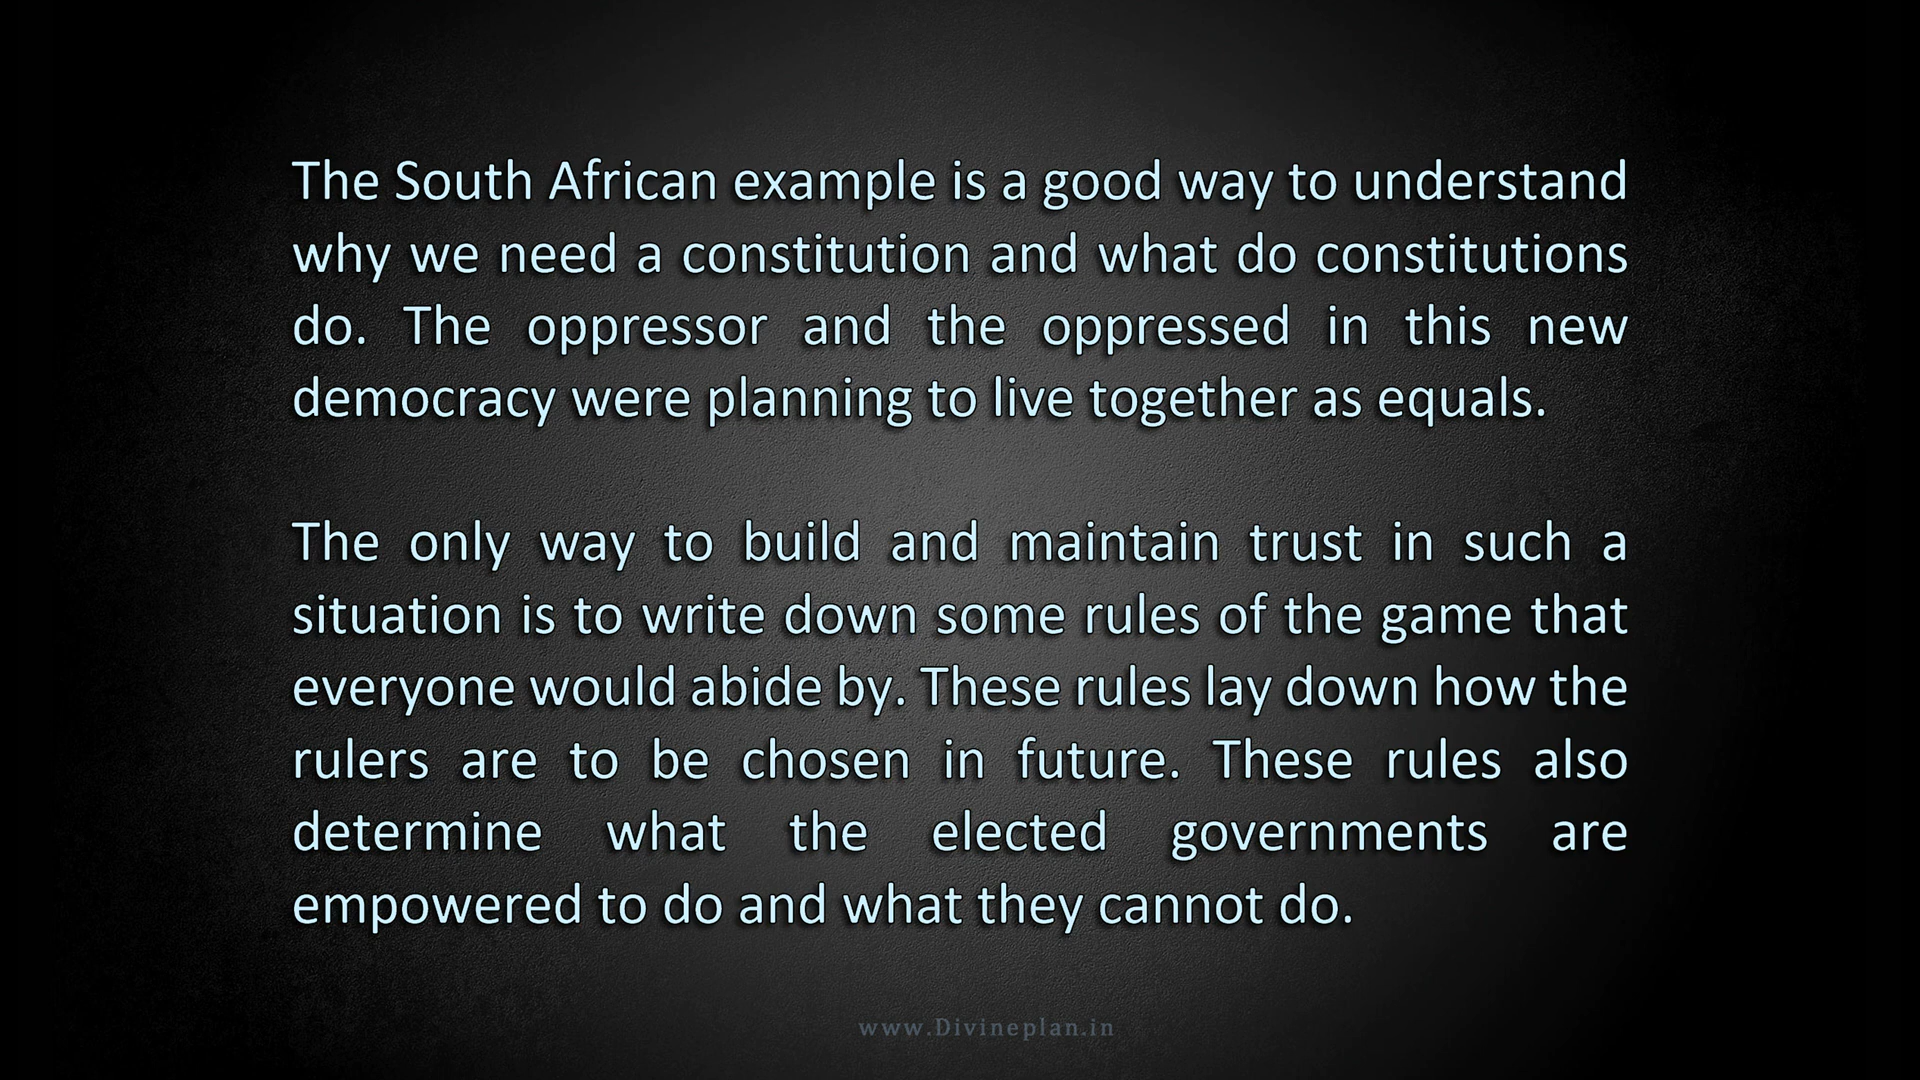 The South African example is a good way to understand
why we need a constitution and what do constitutions
do. The oppressor and the oppressed in this new
democracy were planning to live together as equals.
The only way to build and maintain trust in such a
situation is to write down some rules of the game that
everyone would abide by. These rules lay down how the
rulers are to be chosen in future. These rules also
determine what the elected governments are
empowered to do and what they cannot do.
www.Divineplan.in